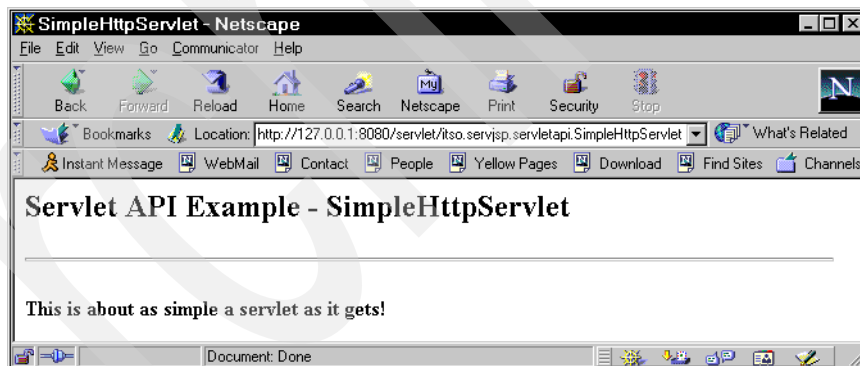 SimpleHttpServlet - Netscape
File Edit View Go Communicator Help
Back Forward Reload Home Search Netscape Print Security Stop
My
N
Bookmarks Location: http://127.0.0.1:8080/servlet/itso.servjsp.servletapi.SimpleHttpServlet What's Related
Instant Message WebMail Contact People Yellow Pages Download Find Sites Channels
Servlet API Example - SimpleHttpServlet
This is about as simple a servlet as it gets!
Document: Done